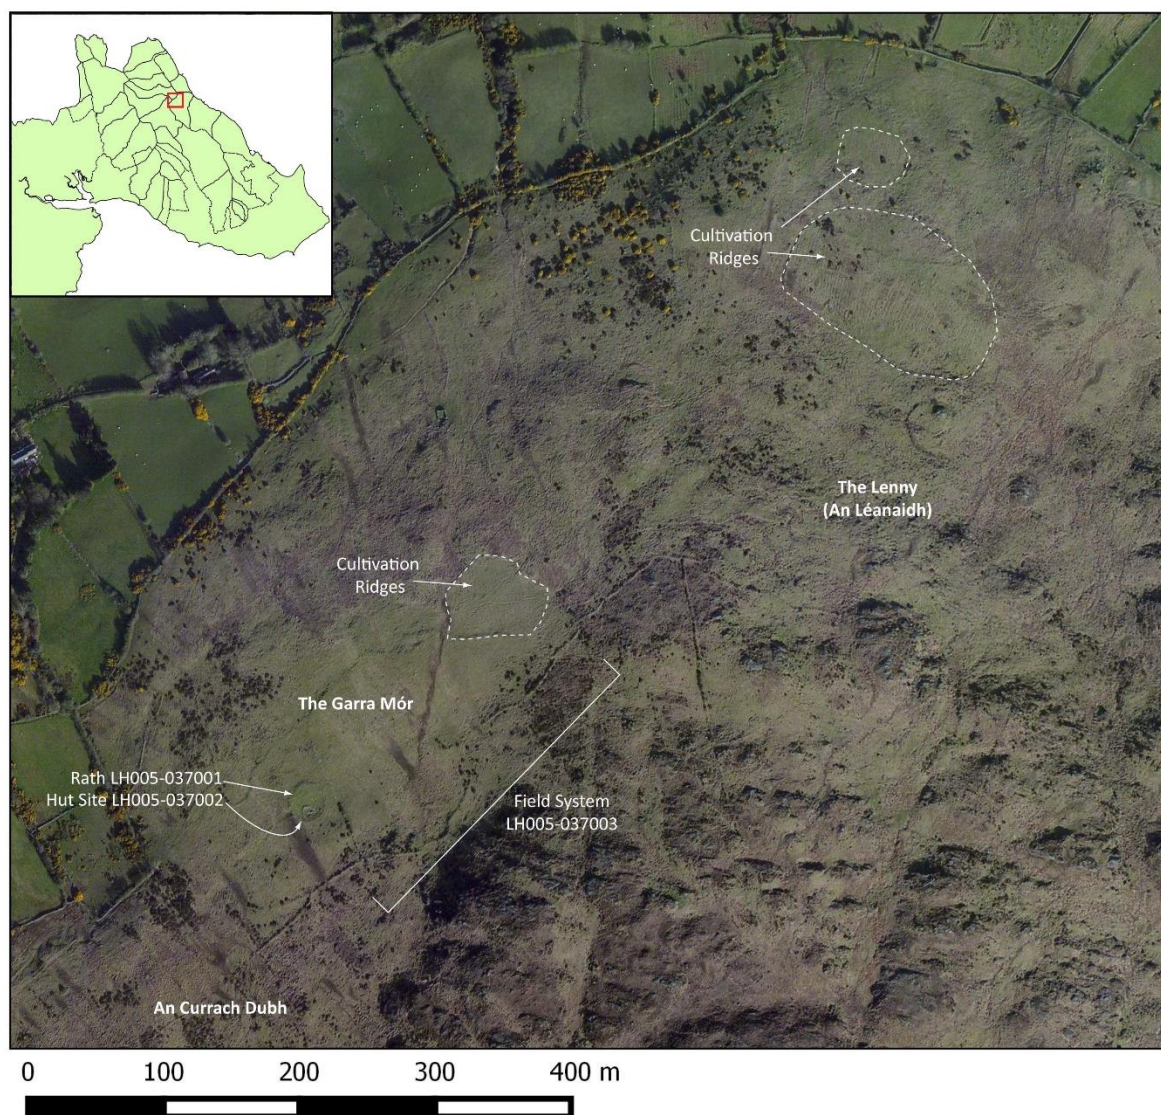 Cultivation
Ridges
The Lenny
(An Léanaidh)
Cultivation
Ridges
The Garra Mór
Rath LH005-037001
Hut Site LH005-037002
Field System
LH005-037003
An Currach Dubh
0 100 200 300 400 m